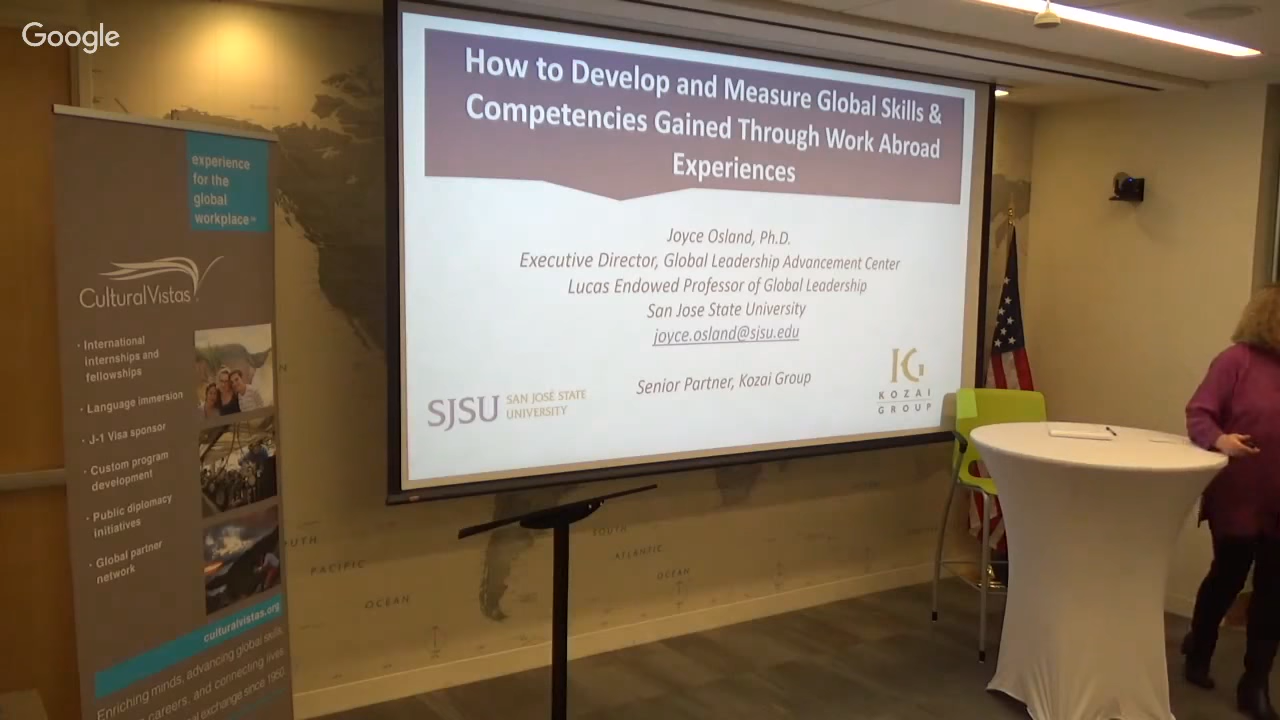 Google
experience
for the
global
workplace
CulturalVistas
· International
internships and
fellowships
· Language immersion
· J-1 Visa sponsor
· Custom program
development
· Public diplomacy
initiatives
· Global partner
network
culturalvistas.org
Enriching minds, advancing global skills,
careers, and connecting lives
exchange since
How to Develop and Measure Global Skills &
Competencies Gained Through Work Abroad
Experiences
Joyce Osland, Ph.D.
Executive Director, Global Leadership Advancement Center
Lucas Endowed Professor of Global Leadership
San Jose State University
joyce.osland@sjsu.edu
Senior Partner, Kozai Group
SJSU SAN JOSÉ STATE
UNIVERSITY
KG
KOZAI
GROUP
PACIFIC
OCEAN
SOUTH
ATLANTIC
OCEAN